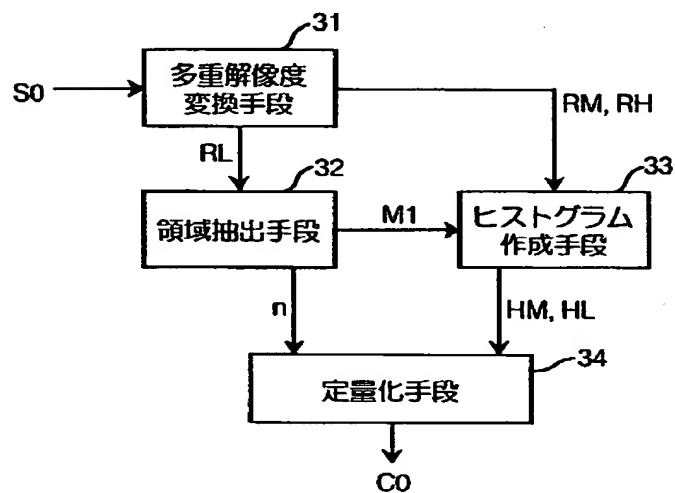 31
S0
多重解像度
変換手段
RM, RH
RL
32
33
領域抽出手段
M1
ヒストグラム
作成手段
n
HM, HL
34
定量化手段
C0